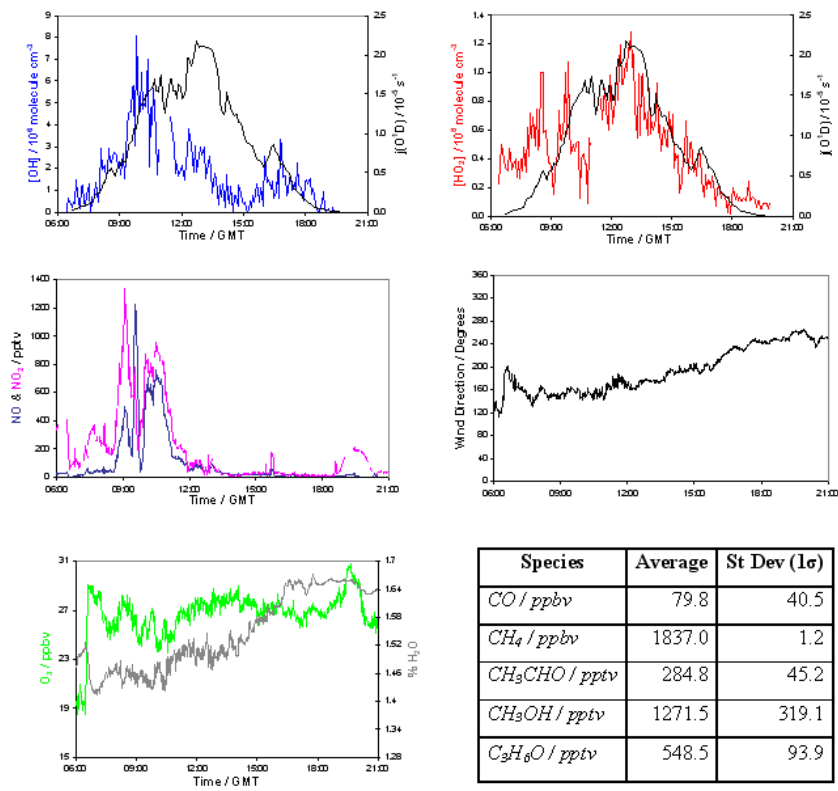 [OH] / 10⁶ molecule cm⁻³
9
8
7
6
5
4
3
2
1
0
2.5
2.0
1.5
1.0
0.5
0.0
j(O¹D) / 10⁻⁵ s⁻¹
06:00 09:00 12:00 15:00 18:00 21:00
Time / GMT
[HO₂] / 10⁸ molecule cm⁻³
1.4
1.2
1.0
0.8
0.6
0.4
0.2
0.0
2.5
2.0
1.5
1.0
0.5
0.0
j(O¹D) / 10⁻⁵ s⁻¹
06:00 09:00 12:00 15:00 18:00 21:00
Time / GMT
NO & NO₂ / pptv
1400
1200
1000
800
600
400
200
0
06:00 09:00 12:00 15:00 18:00 21:00
Time / GMT
Wind Direction / Degrees
360
320
280
240
200
160
120
80
40
0
06:00 09:00 12:00 15:00 18:00 21:00
Time / GMT
O₃ / ppbv
31
27
23
19
15
1.7
1.64
1.58
1.52
1.46
1.4
1.34
1.28
% H₂O
06:00 09:00 12:00 15:00 18:00 21:00
Time / GMT
Species Average St Dev (1σ)
CO / ppbv 79.8 40.5
CH₄ / ppbv 1837.0 1.2
CH₃CHO / pptv 284.8 45.2
CH₃OH / pptv 1271.5 319.1
C₃H₆O / pptv 548.5 93.9